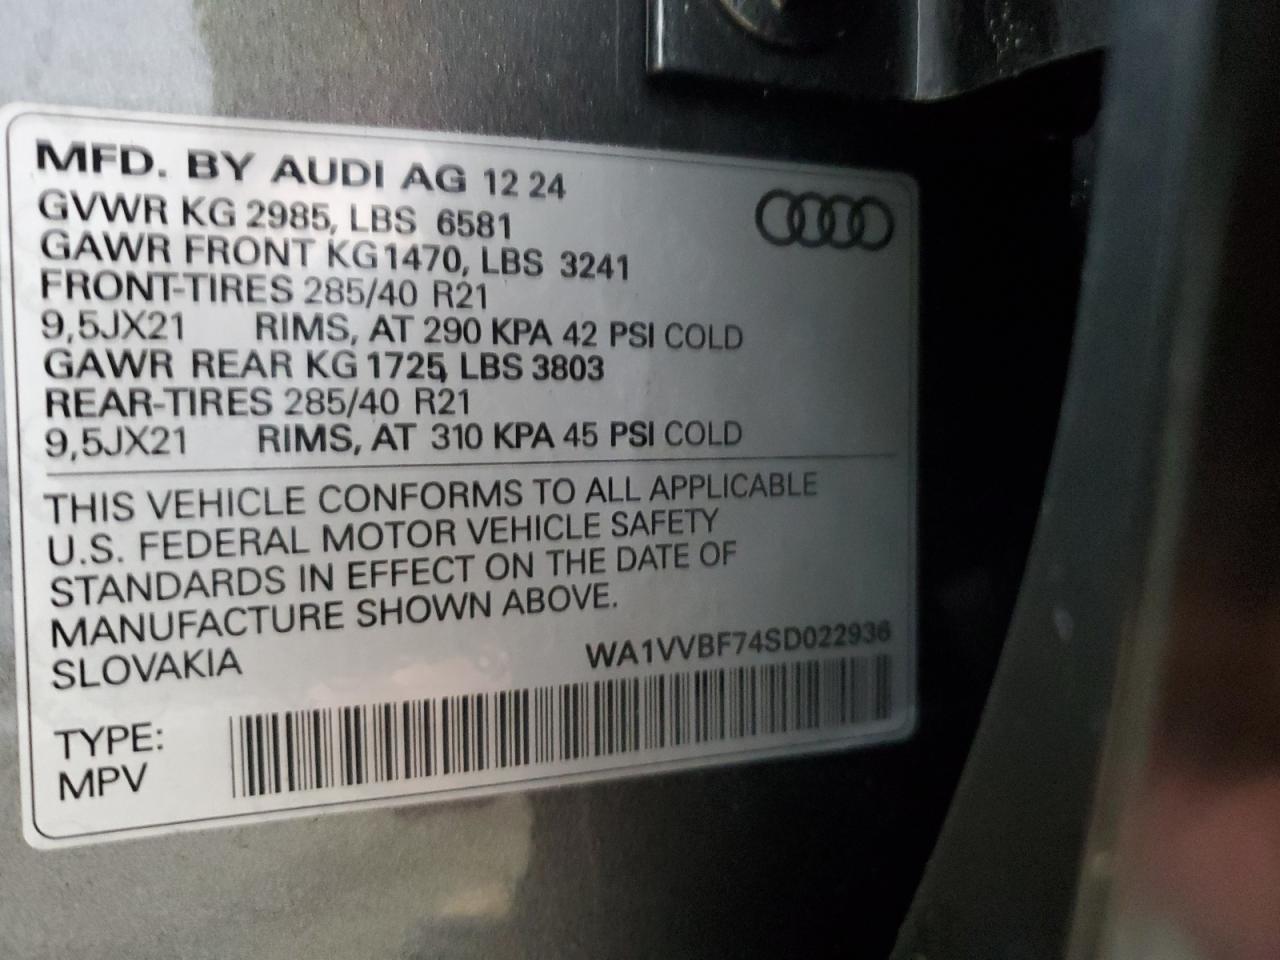 MFD. BY AUDI AG 12 24
GVWR KG 2985, LBS 6581
GAWR FRONT KG1470, LBS 3241
FRONT-TIRES 285/40 R21
9,5JX21 RIMS, AT 290 KPA 42 PSI COLD
GAWR REAR KG 1725, LBS 3803
REAR-TIRES 285/40 R21
9,5JX21 RIMS, AT 310 KPA 45 PSI COLD
THIS VEHICLE CONFORMS TO ALL APPLICABLE
U.S. FEDERAL MOTOR VEHICLE SAFETY
STANDARDS IN EFFECT ON THE DATE OF
MANUFACTURE SHOWN ABOVE.
SLOVAKIA WA1VVBF74SD022936
TYPE:
MPV